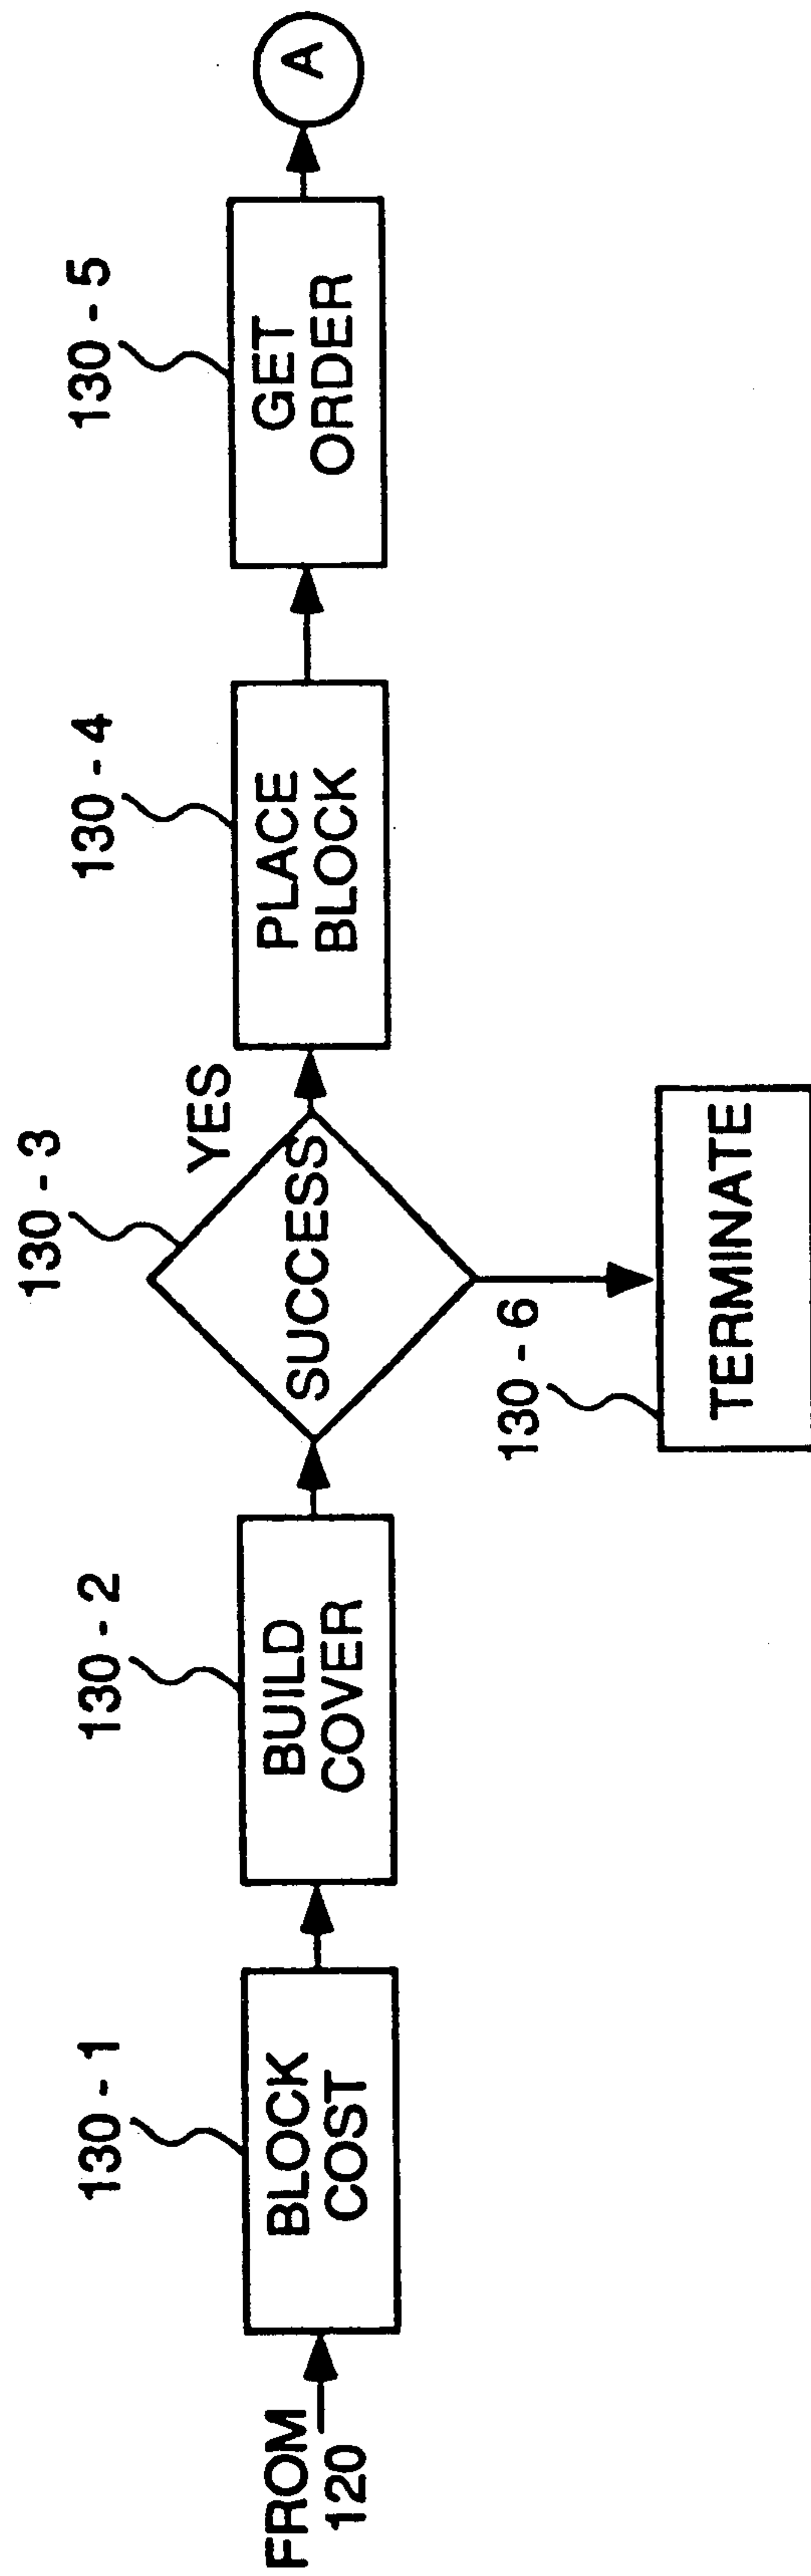 FROM
120
130 - 1
BLOCK
COST
130 - 2
BUILD
COVER
130 - 3
SUCCESS
YES
130 - 4
PLACE
BLOCK
130 - 5
GET
ORDER
A
130 - 6
TERMINATE